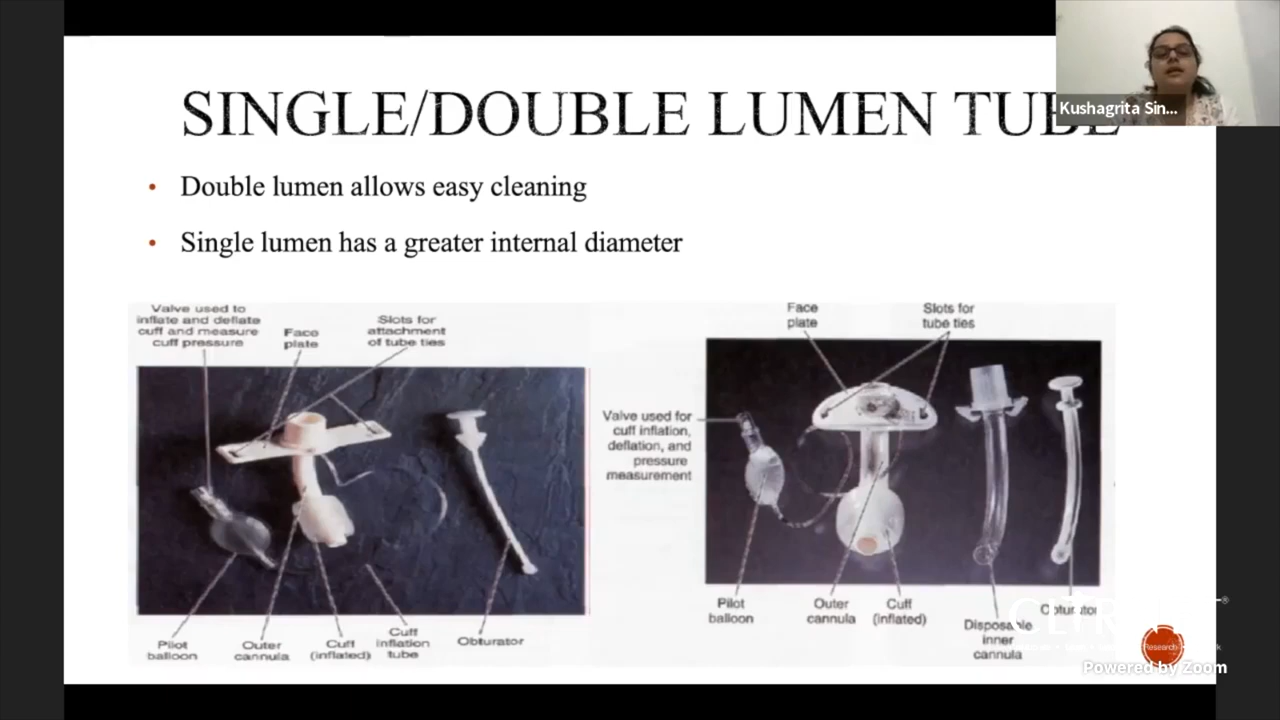 SINGLE/DOUBLE LUMEN TUBE
Kushagrita Sin...
• Double lumen allows easy cleaning
• Single lumen has a greater internal diameter
Valve used to
inflate and deflate
cuff and measure
cuff pressure
Face
plate
Slots for
attachment
of tube ties
Pilot
balloon
Outer
cannula
Cuff
(inflated)
Cuff
inflation
tube
Obturator
Face
plate
Slots for
tube ties
Valve used for
cuff inflation,
deflation, and
pressure
measurement
Pilot
balloon
Outer
cannula
Cuff
(inflated)
Disposable
inner
cannula
Obturator
Research
Powered by Zoom